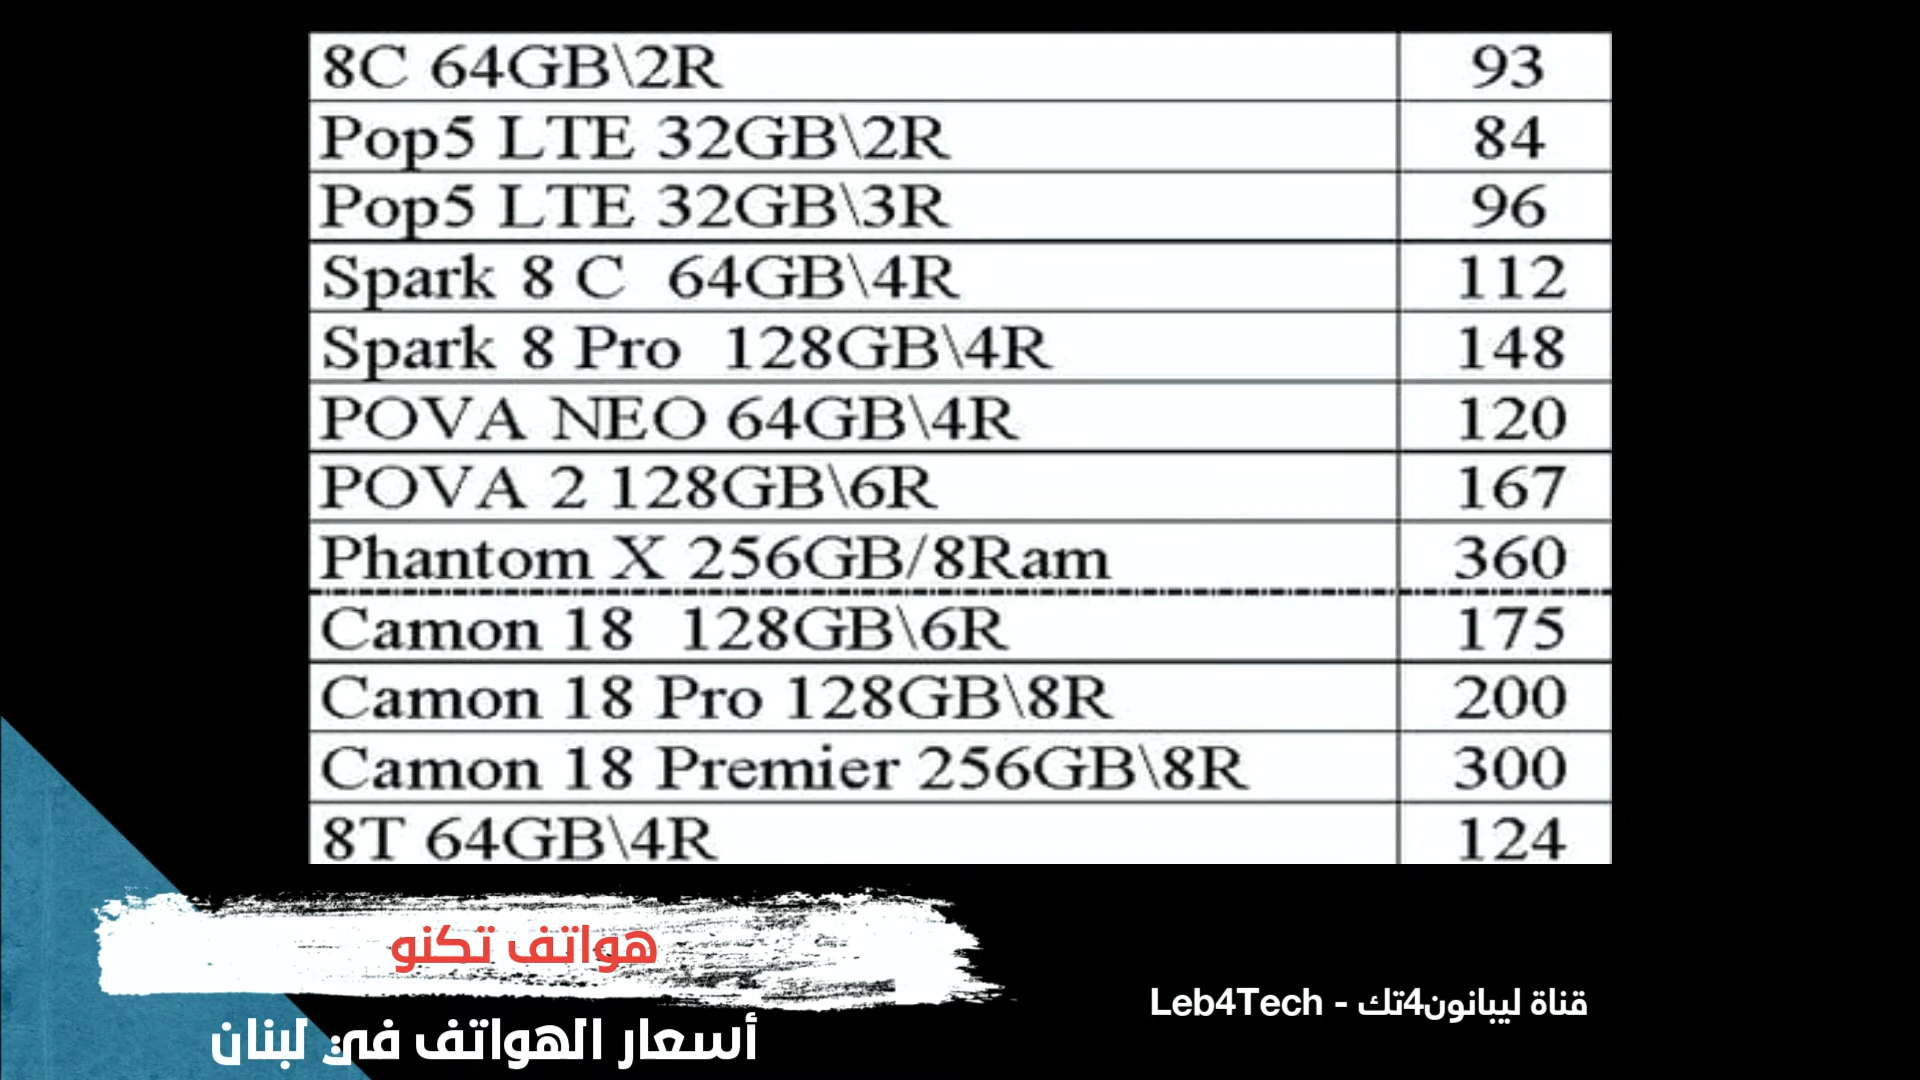 8C 64GB\2R 93
Pop5 LTE 32GB\2R 84
Pop5 LTE 32GB\3R 96
Spark 8 C 64GB\4R 112
Spark 8 Pro 128GB\4R 148
POVA NEO 64GB\4R 120
POVA 2 128GB\6R 167
Phantom X 256GB/8Ram 360
Camon 18 128GB\6R 175
Camon 18 Pro 128GB\8R 200
Camon 18 Premier 256GB\8R 300
8T 64GB\4R 124
هواتف تكنو
أسعار الهواتف في لبنان
قناة ليبانون4تك - Leb4Tech